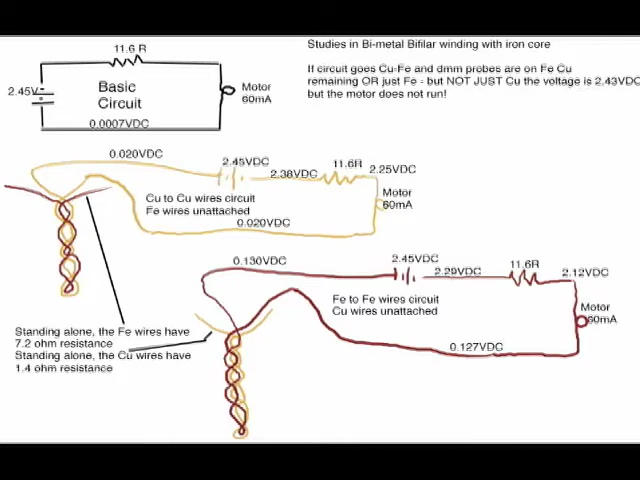 Studies in Bi-metal Bifilar winding with iron core
If circuit goes Cu-Fe and dmm probes are on Fe Cu
remaining OR just Fe - but NOT JUST Cu the voltage is 2.43VDC
but the motor does not run!
11.6 R
2.45V
Basic
Circuit
Motor
60mA
0.0007VDC
0.020VDC
2.45VDC
2.38VDC
11.6R
2.25VDC
Cu to Cu wires circuit
Fe wires unattached
Motor
60mA
0.020VDC
0.130VDC
2.45VDC
2.29VDC
11.6R
2.12VDC
Fe to Fe wires circuit
Cu wires unattached
Motor
60mA
0.127VDC
Standing alone, the Fe wires have
7.2 ohm resistance
Standing alone, the Cu wires have
1.4 ohm resistance